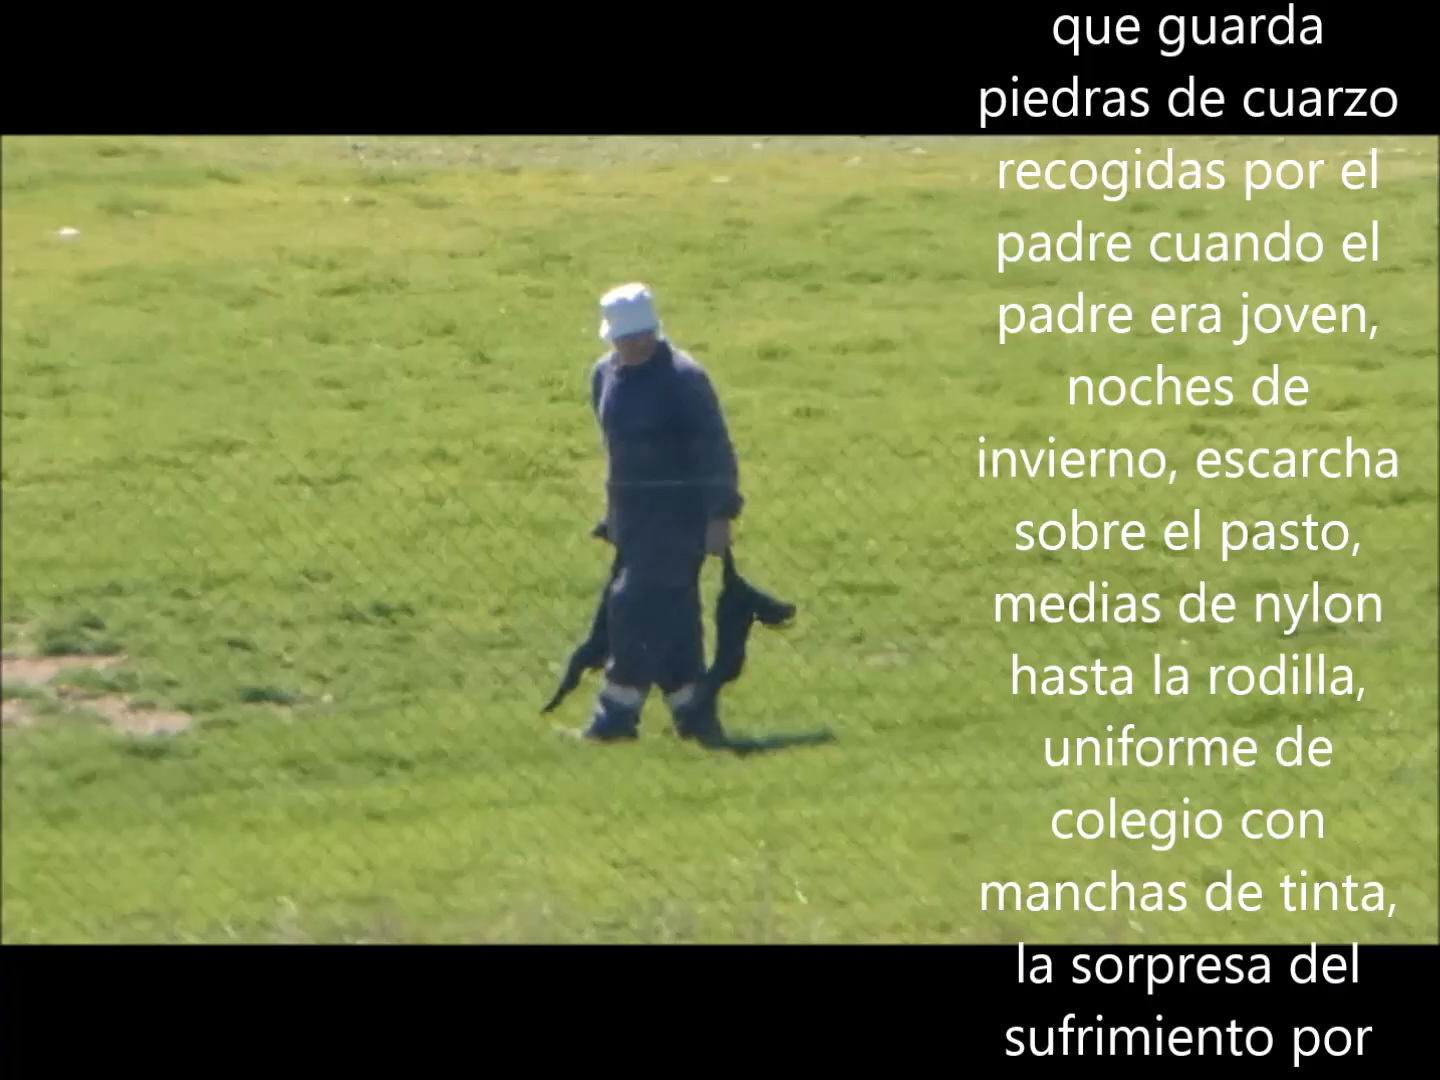 que guarda
piedras de cuarzo
recogidas por el
padre cuando el
padre era joven,
noches de
invierno, escarcha
sobre el pasto,
medias de nylon
hasta la rodilla,
uniforme de
colegio con
manchas de tinta,
la sorpresa del
sufrimiento por